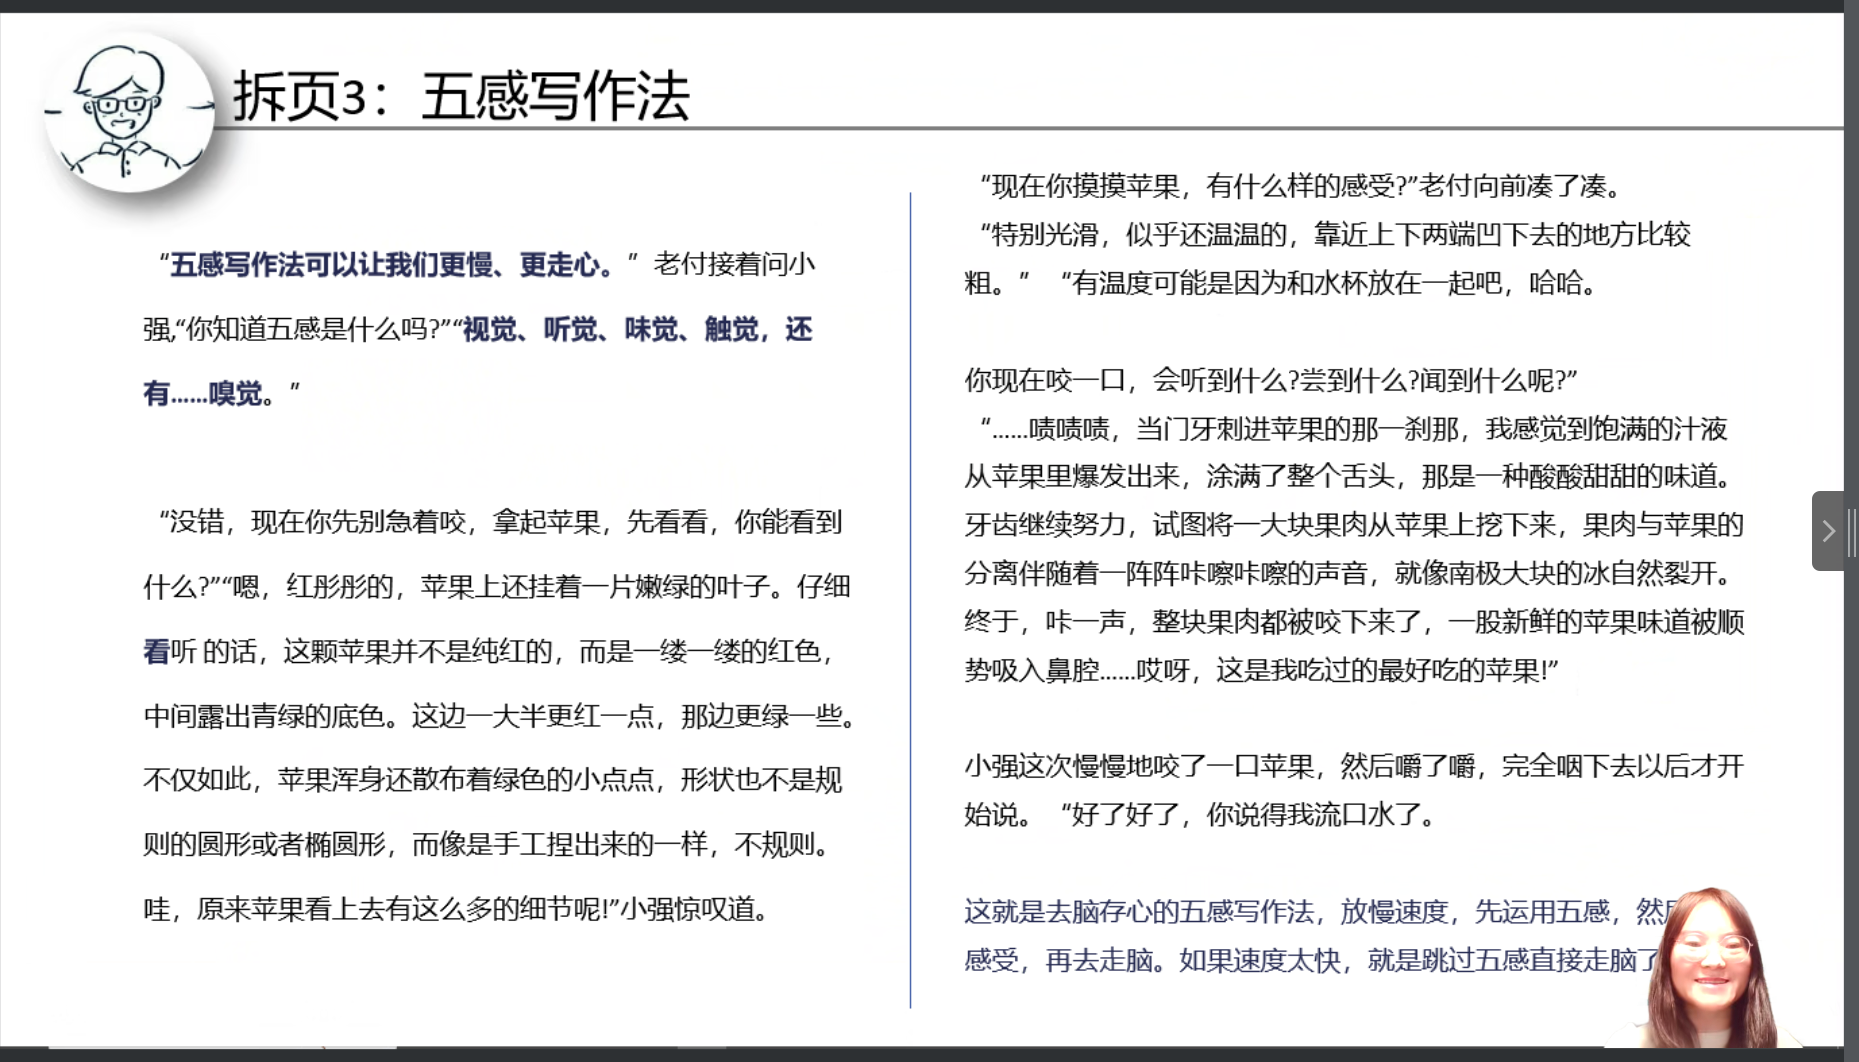 拆页3：五感写作法
“五感写作法可以让我们更慢、更走心。”老付接着问小
强,“你知道五感是什么吗?”“视觉、听觉、味觉、触觉，还
有……嗅觉。”
“没错，现在你先别急着咬，拿起苹果，先看看，你能看到
什么?”“嗯，红彤彤的，苹果上还挂着一片嫩绿的叶子。仔细
看听 的话，这颗苹果并不是纯红的，而是一缕一缕的红色，
中间露出青绿的底色。这边一大半更红一点，那边更绿一些。
不仅如此，苹果浑身还散布着绿色的小点点，形状也不是规
则的圆形或者椭圆形，而像是手工捏出来的一样，不规则。
哇，原来苹果看上去有这么多的细节呢!”小强惊叹道。
“现在你摸摸苹果，有什么样的感受?”老付向前凑了凑。
“特别光滑，似乎还温温的，靠近上下两端凹下去的地方比较
粗。” “有温度可能是因为和水杯放在一起吧，哈哈。
你现在咬一口，会听到什么?尝到什么?闻到什么呢?”
“……啧啧啧，当门牙刺进苹果的那一刹那，我感觉到饱满的汁液
从苹果里爆发出来，涂满了整个舌头，那是一种酸酸甜甜的味道。
牙齿继续努力，试图将一大块果肉从苹果上挖下来，果肉与苹果的
分离伴随着一阵阵咔嚓咔嚓的声音，就像南极大块的冰自然裂开。
终于，咔一声，整块果肉都被咬下来了，一股新鲜的苹果味道被顺
势吸入鼻腔……哎呀，这是我吃过的最好吃的苹果!”
小强这次慢慢地咬了一口苹果，然后嚼了嚼，完全咽下去以后才开
始说。 “好了好了，你说得我流口水了。
这就是去脑存心的五感写作法，放慢速度，先运用五感，然
感受，再去走脑。如果速度太快，就是跳过五感直接走脑了